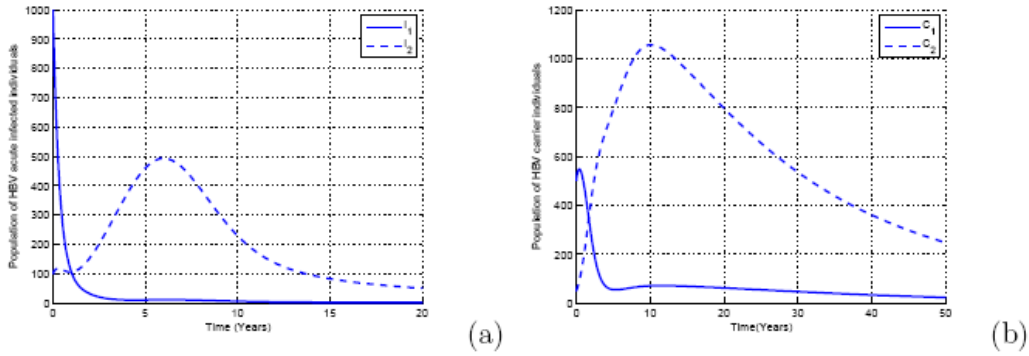 1000
900
800
700
600
500
400
300
200
100
0
Population of HBV acute infected individuals
0 5 10 15 20
Time (Years)
I1
I2
(a)
1200
1000
800
600
400
200
0
Population of HBV carrier individuals
0 10 20 30 40 50
Time(Years)
C1
C2
(b)